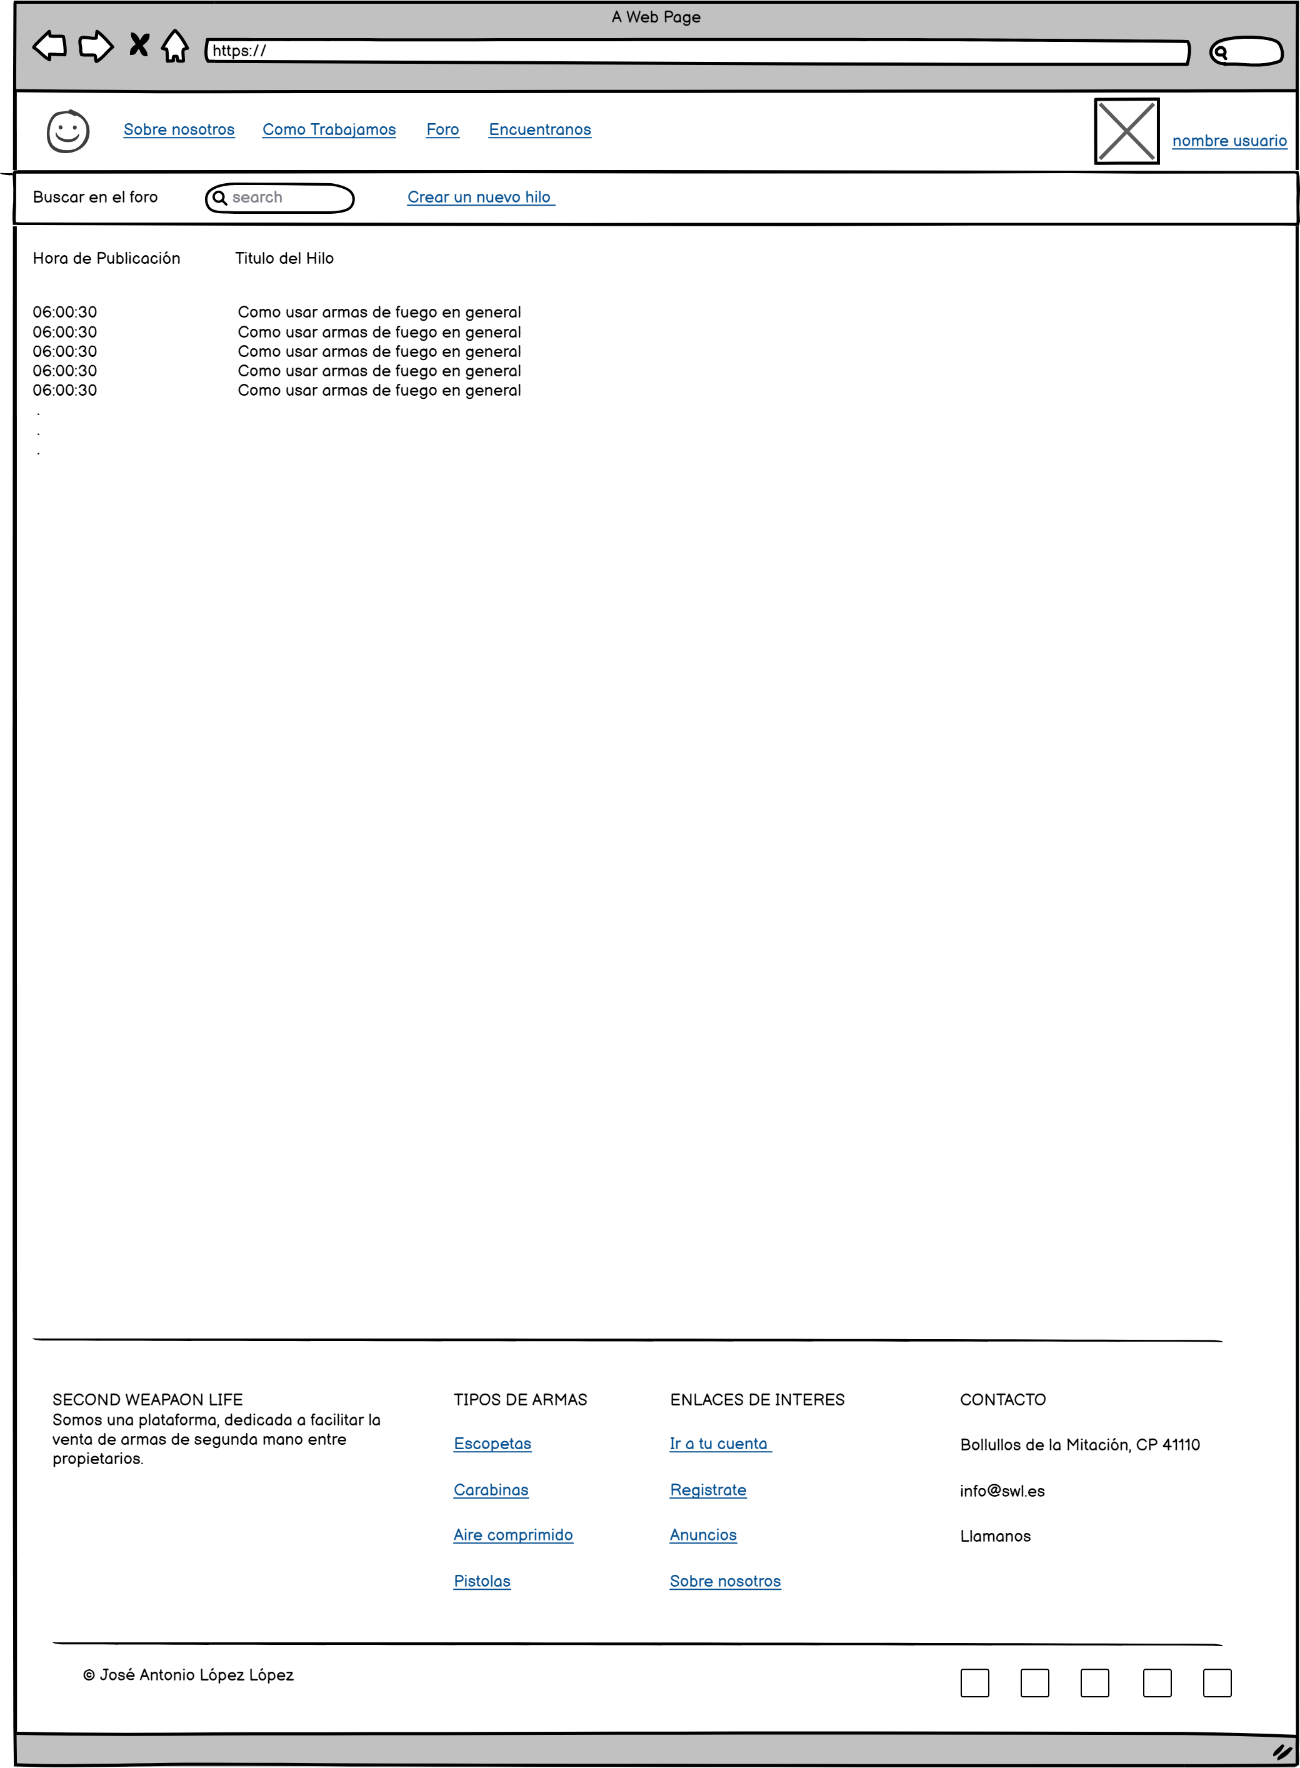 A Web Page
https://
Sobre nosotros Como Trabajamos Foro Encuentranos nombre usuario
Buscar en el foro search Crear un nuevo hilo
Hora de Publicación Titulo del Hilo
06:00:30 Como usar armas de fuego en general
06:00:30 Como usar armas de fuego en general
06:00:30 Como usar armas de fuego en general
06:00:30 Como usar armas de fuego en general
06:00:30 Como usar armas de fuego en general
.
.
.
SECOND WEAPAON LIFE
Somos una plataforma, dedicada a facilitar la
venta de armas de segunda mano entre
propietarios.
TIPOS DE ARMAS
Escopetas
Carabinas
Aire comprimido
Pistolas
ENLACES DE INTERES
Ir a tu cuenta
Registrate
Anuncios
Sobre nosotros
CONTACTO
Bollullos de la Mitación, CP 41110
info@swl.es
Llamanos
© José Antonio López López